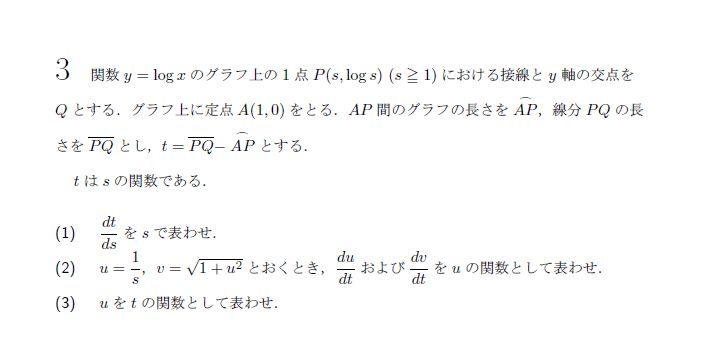 3 関数 y = log x のグラフ上の 1 点 P(s, log s) (s ≧ 1) における接線と y 軸の交点を
Q とする．グラフ上に定点 A(1, 0) をとる．AP 間のグラフの長さを $\overset{\frown}{AP}$，線分 PQ の長
さを $\overline{PQ}$ とし，t = $\overline{PQ}$− $\overset{\frown}{AP}$ とする．
t は s の関数である．
(1) $\dfrac{dt}{ds}$ を s で表わせ．
(2) $u = \dfrac{1}{s}$，$v = \sqrt{1 + u^2}$ とおくとき，$\dfrac{du}{dt}$ および $\dfrac{dv}{dt}$ を u の関数として表わせ．
(3) u を t の関数として表わせ．